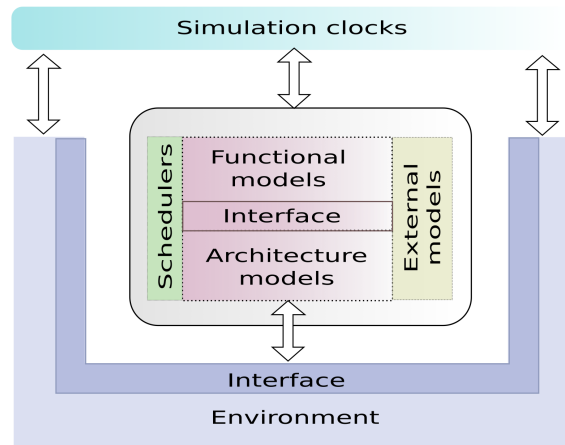 Simulation clocks
Schedulers
Functional
models
Interface
Architecture
models
External
models
Interface
Environment